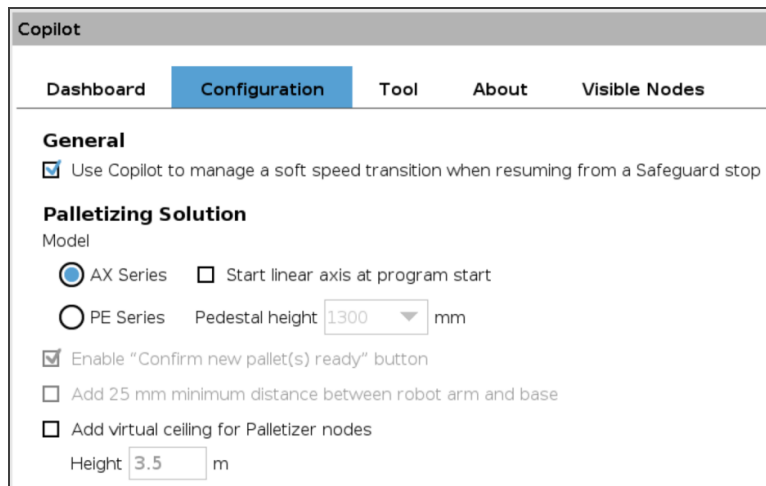 Copilot
Dashboard Configuration Tool About Visible Nodes
General
Use Copilot to manage a soft speed transition when resuming from a Safeguard stop
Palletizing Solution
Model
AX Series Start linear axis at program start
PE Series Pedestal height 1300 mm
Enable “Confirm new pallet(s) ready” button
Add 25 mm minimum distance between robot arm and base
Add virtual ceiling for Palletizer nodes
Height 3.5 m